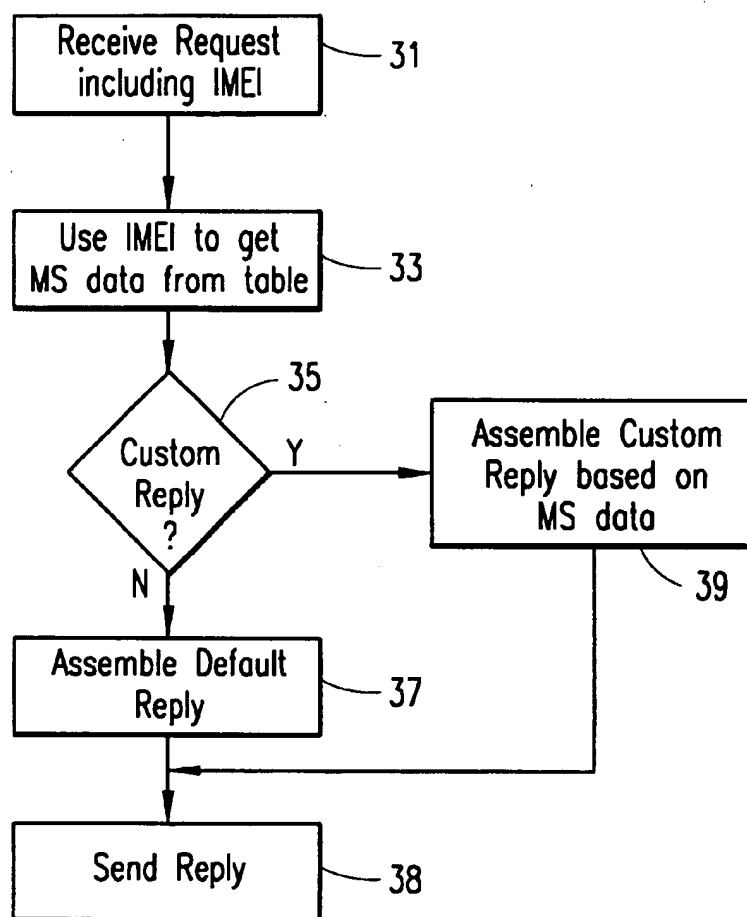 Receive Request
including IMEI
31
Use IMEI to get
MS data from table
33
35
Custom
Reply
?
Y
N
Assemble Custom
Reply based on
MS data
39
Assemble Default
Reply
37
Send Reply
38